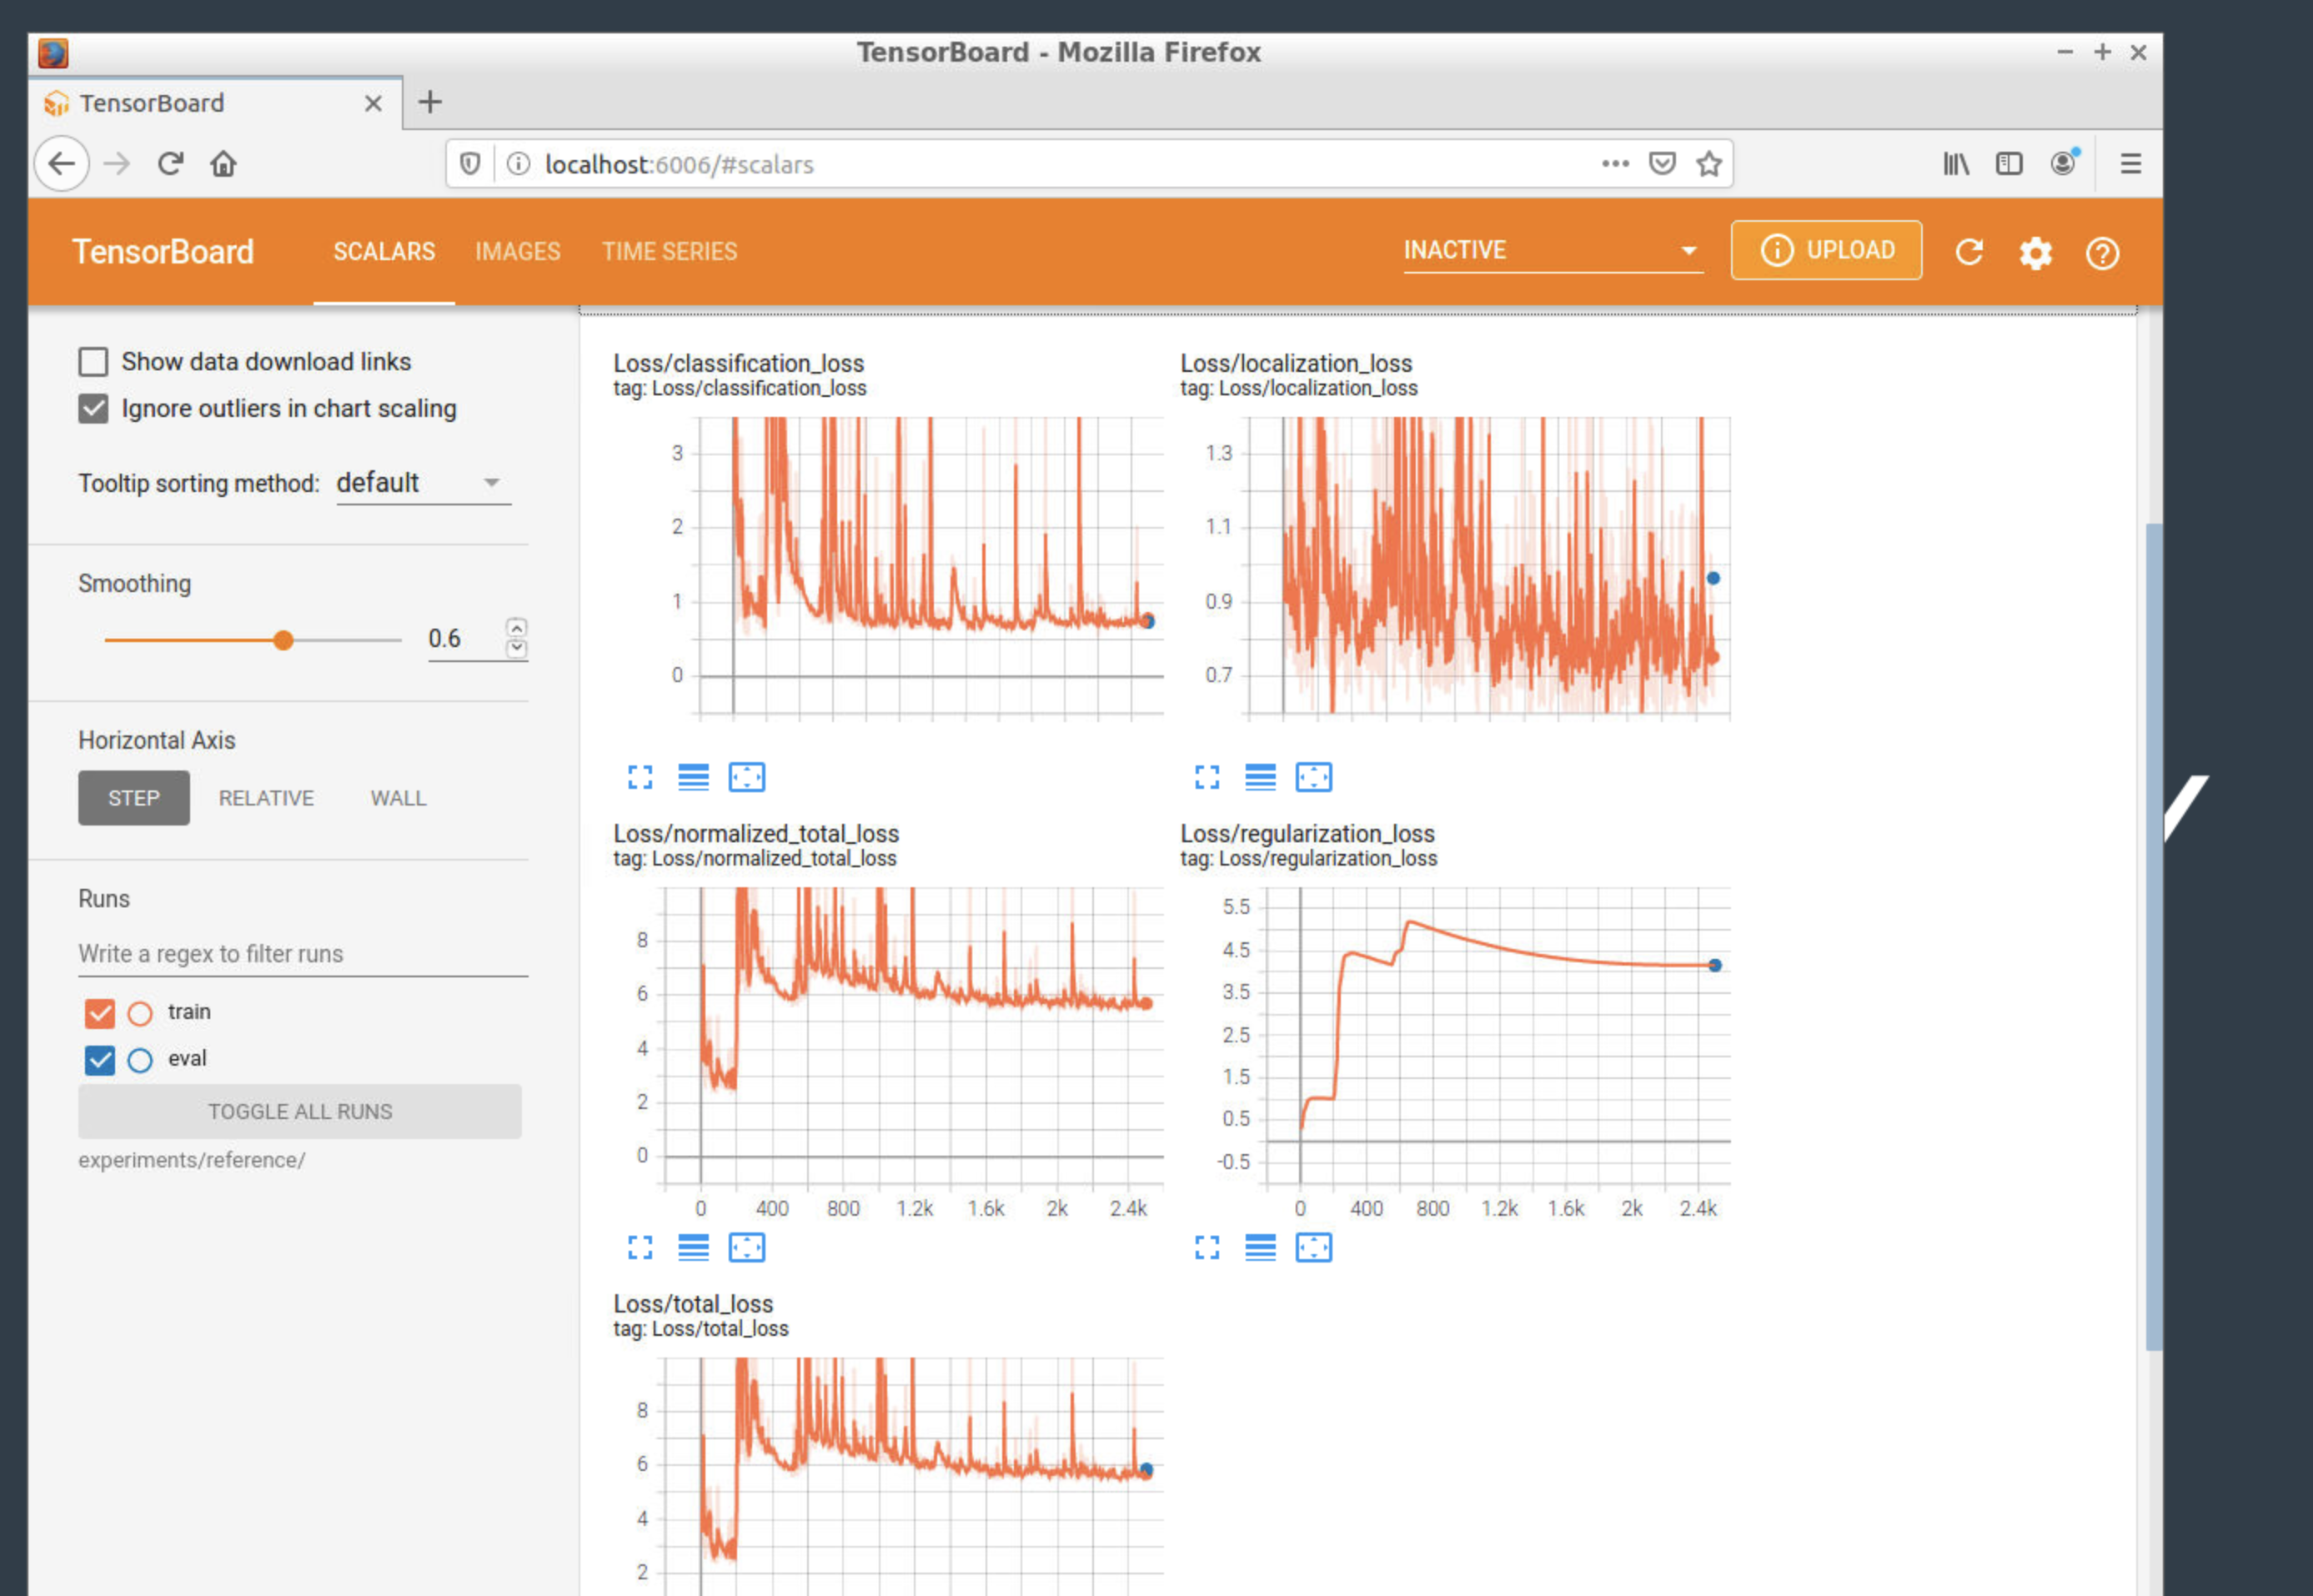 TensorBoard - Mozilla Firefox
TensorBoard
localhost:6006/#scalars
TensorBoard
SCALARS
IMAGES
TIME SERIES
INACTIVE
UPLOAD
Show data download links
Ignore outliers in chart scaling
Tooltip sorting method: default
Smoothing
0.6
Horizontal Axis
STEP
RELATIVE
WALL
Runs
Write a regex to filter runs
train
eval
TOGGLE ALL RUNS
experiments/reference/
Loss/classification_loss
tag: Loss/classification_loss
3
2
1
0
Loss/localization_loss
tag: Loss/localization_loss
1.3
1.1
0.9
0.7
Loss/normalized_total_loss
tag: Loss/normalized_total_loss
8
6
4
2
0
0 400 800 1.2k 1.6k 2k 2.4k
Loss/regularization_loss
tag: Loss/regularization_loss
5.5
4.5
3.5
2.5
1.5
0.5
-0.5
0 400 800 1.2k 1.6k 2k 2.4k
Loss/total_loss
tag: Loss/total_loss
8
6
4
2